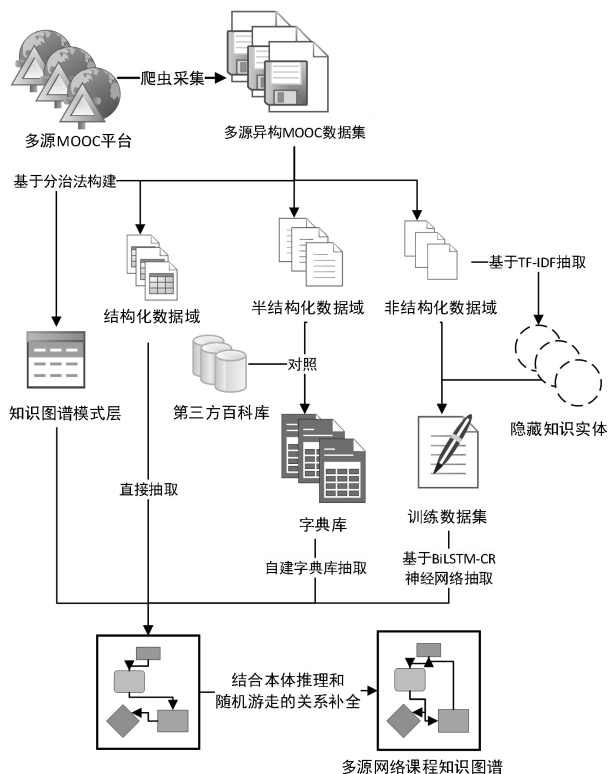 爬虫采集
多源MOOC平台
多源异构MOOC数据集
基于分治法构建
基于TF-IDF抽取
结构化数据域
半结构化数据域
非结构化数据域
对照
知识图谱模式层
第三方百科库
隐藏知识实体
直接抽取
字典库
训练数据集
自建字典库抽取
基于BiLSTM-CR
神经网络抽取
结合本体推理和
随机游走的关系补全
多源网络课程知识图谱